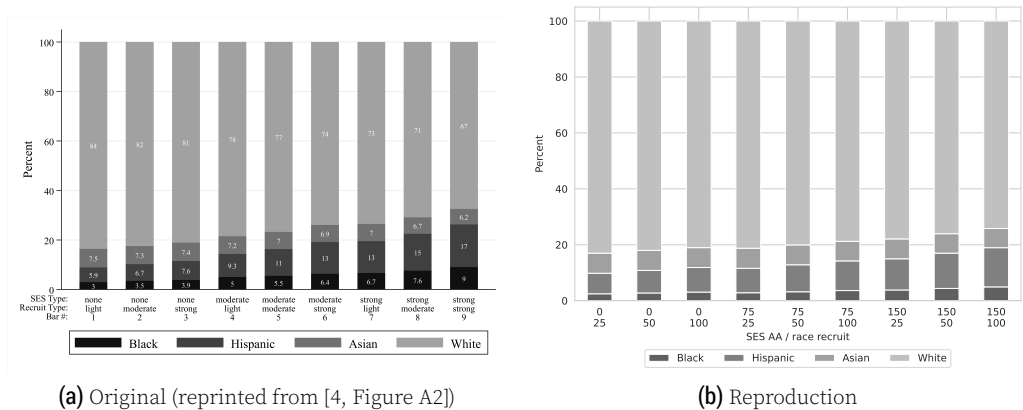 100
80
60
40
20
0
Percent
84 82 81 78 77 74 73 71 67
7.5 7.3 7.4 7.2 7 6.9 7 6.7 6.2
5.9 6.7 7.6 9.3 11 13 13 15 17
3 3.5 3.9 5 5.5 6.4 6.7 7.6 9
SES Type: none none none moderate moderate moderate strong strong strong
Recruit Type: light moderate strong light moderate strong light moderate strong
Bar #: 1 2 3 4 5 6 7 8 9
Black Hispanic Asian White
(a) Original (reprinted from [4, Figure A2])
100
80
60
40
20
0
Percent
0 0 0 75 75 75 150 150 150
25 50 100 25 50 100 25 50 100
SES AA / race recruit
Black Hispanic Asian White
(b) Reproduction